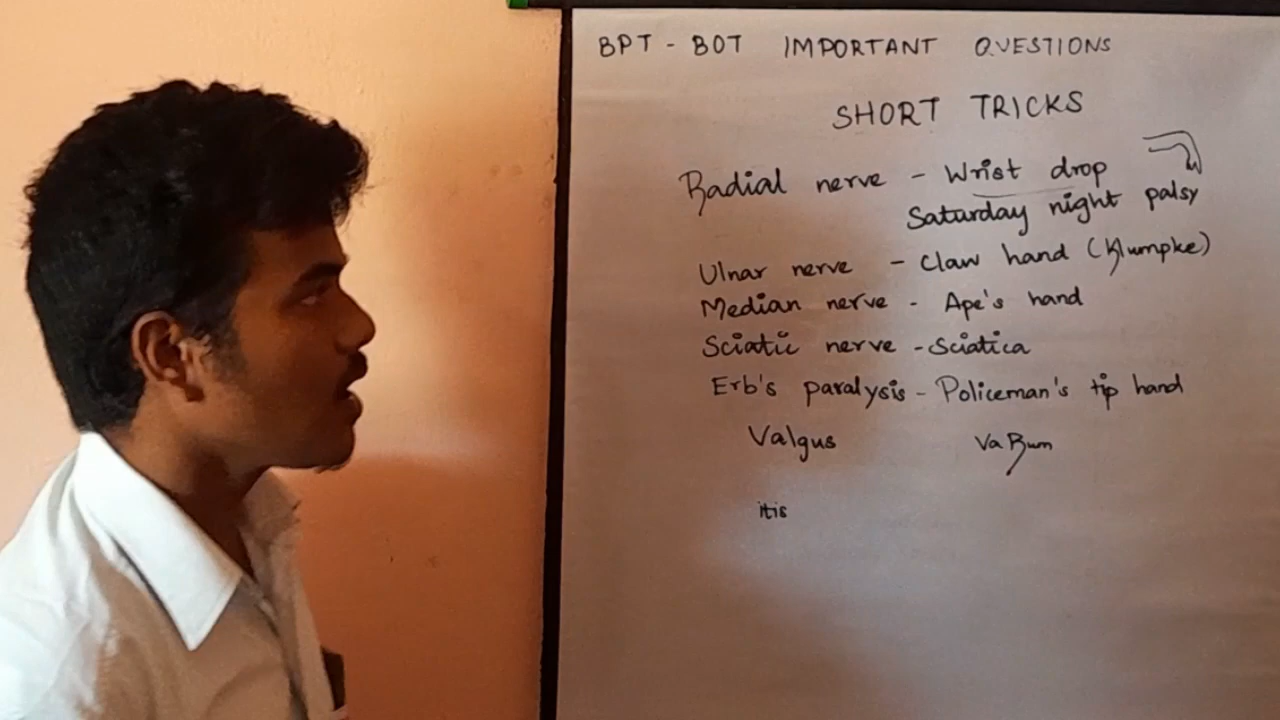 BPT - BOT IMPORTANT QUESTIONS
SHORT TRICKS
Radial nerve - Wrist drop
Saturday night palsy
Ulnar nerve - Claw hand (Klumpke)
Median nerve - Ape's hand
Sciatic nerve - Sciatica
Erb's paralysis - Policeman's tip hand
Valgus VaRum
itis